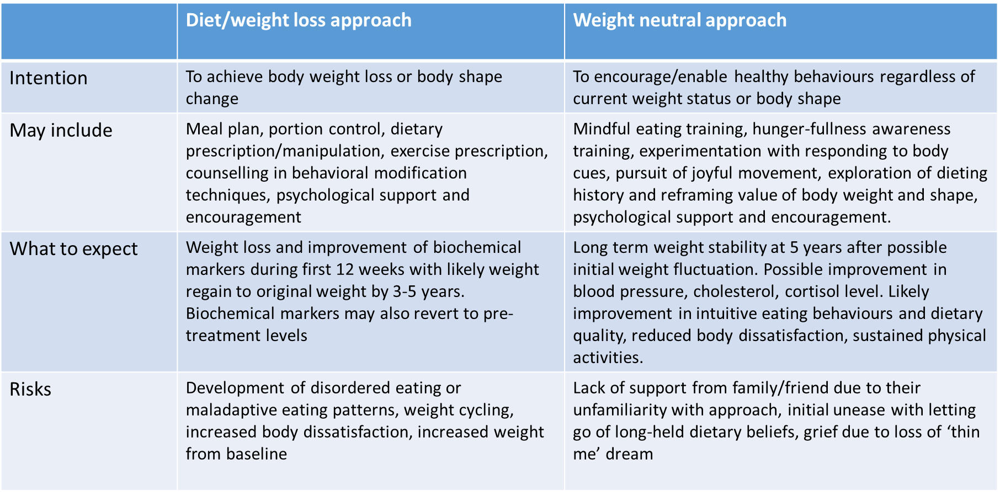 Diet/weight loss approach
Weight neutral approach
Intention
To achieve body weight loss or body shape
change
To encourage/enable healthy behaviours regardless of
current weight status or body shape
May include
Meal plan, portion control, dietary
prescription/manipulation, exercise prescription,
counselling in behavioral modification
techniques, psychological support and
encouragement
Mindful eating training, hunger-fullness awareness
training, experimentation with responding to body
cues, pursuit of joyful movement, exploration of dieting
history and reframing value of body weight and shape,
psychological support and encouragement.
What to expect
Weight loss and improvement of biochemical
markers during first 12 weeks with likely weight
regain to original weight by 3-5 years.
Biochemical markers may also revert to pre-
treatment levels
Long term weight stability at 5 years after possible
initial weight fluctuation. Possible improvement in
blood pressure, cholesterol, cortisol level. Likely
improvement in intuitive eating behaviours and dietary
quality, reduced body dissatisfaction, sustained physical
activities.
Risks
Development of disordered eating or
maladaptive eating patterns, weight cycling,
increased body dissatisfaction, increased weight
from baseline
Lack of support from family/friend due to their
unfamiliarity with approach, initial unease with letting
go of long-held dietary beliefs, grief due to loss of ‘thin
me’ dream